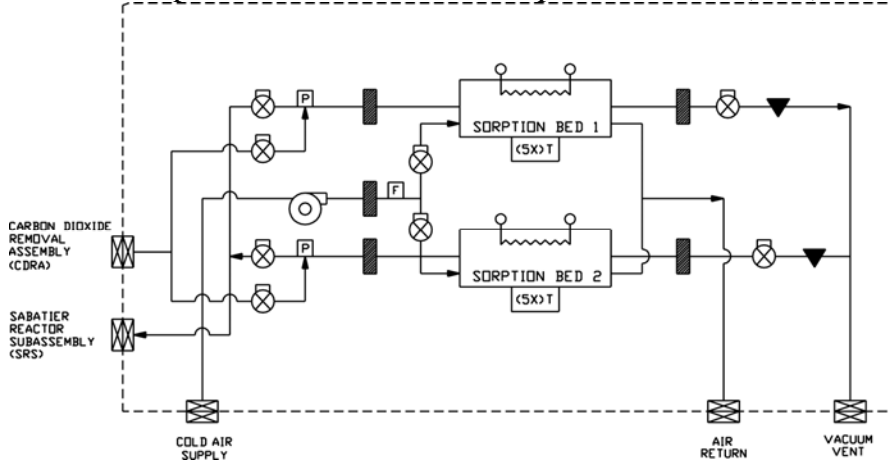 P
SORPTION BED 1
(5X)T
F
CARBON DIOXIDE
REMOVAL
ASSEMBLY
(CDRA)
P
SORPTION BED 2
(5X)T
SABATIER
REACTOR
SUBASSEMBLY
(SRS)
COLD AIR
SUPPLY
AIR
RETURN
VACUUM
VENT